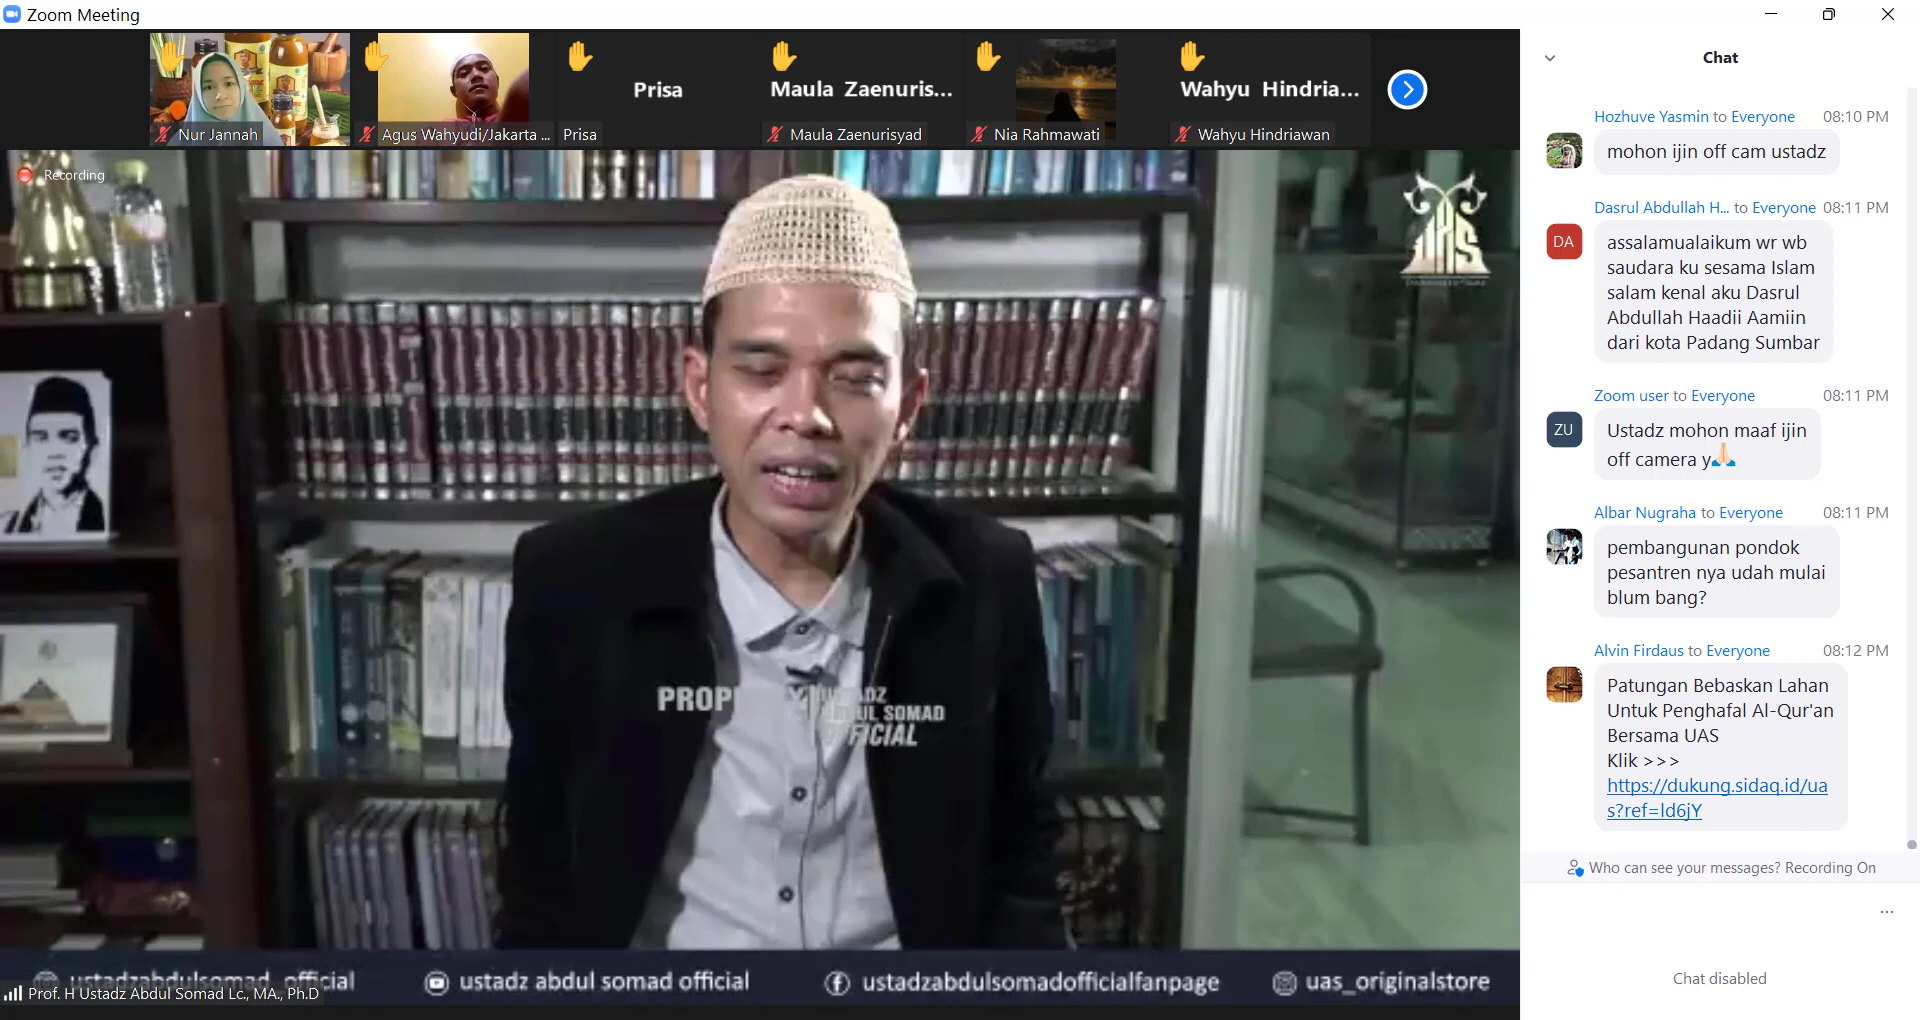 Zoom Meeting
Nur Jannah
Agus Wahyudi/Jakarta ...
Prisa
Prisa
Maula Zaenuris...
Maula Zaenurisyad
Nia Rahmawati
Wahyu Hindria...
Wahyu Hindriawan
Recording
UAS
PROP
UL SOMAD
FICIAL
ustadzabdulsomad_official
ustadz abdul somad official
ustadzabdulsomadofficialfanpage
uas_originalstore
Prof. H Ustadz Abdul Somad Lc., MA., Ph.D
Chat
Hozhuve Yasmin to Everyone 08:10 PM
mohon ijin off cam ustadz
Dasrul Abdullah H... to Everyone 08:11 PM
DA
assalamualaikum wr wb
saudara ku sesama Islam
salam kenal aku Dasrul
Abdullah Haadii Aamiin
dari kota Padang Sumbar
Zoom user to Everyone 08:11 PM
ZU
Ustadz mohon maaf ijin
off camera y🙏🏻
Albar Nugraha to Everyone 08:11 PM
pembangunan pondok
pesantren nya udah mulai
blum bang?
Alvin Firdaus to Everyone 08:12 PM
Patungan Bebaskan Lahan
Untuk Penghafal Al-Qur'an
Bersama UAS
Klik >>>
https://dukung.sidaq.id/ua
s?ref=ld6jY
Who can see your messages? Recording On
...
Chat disabled